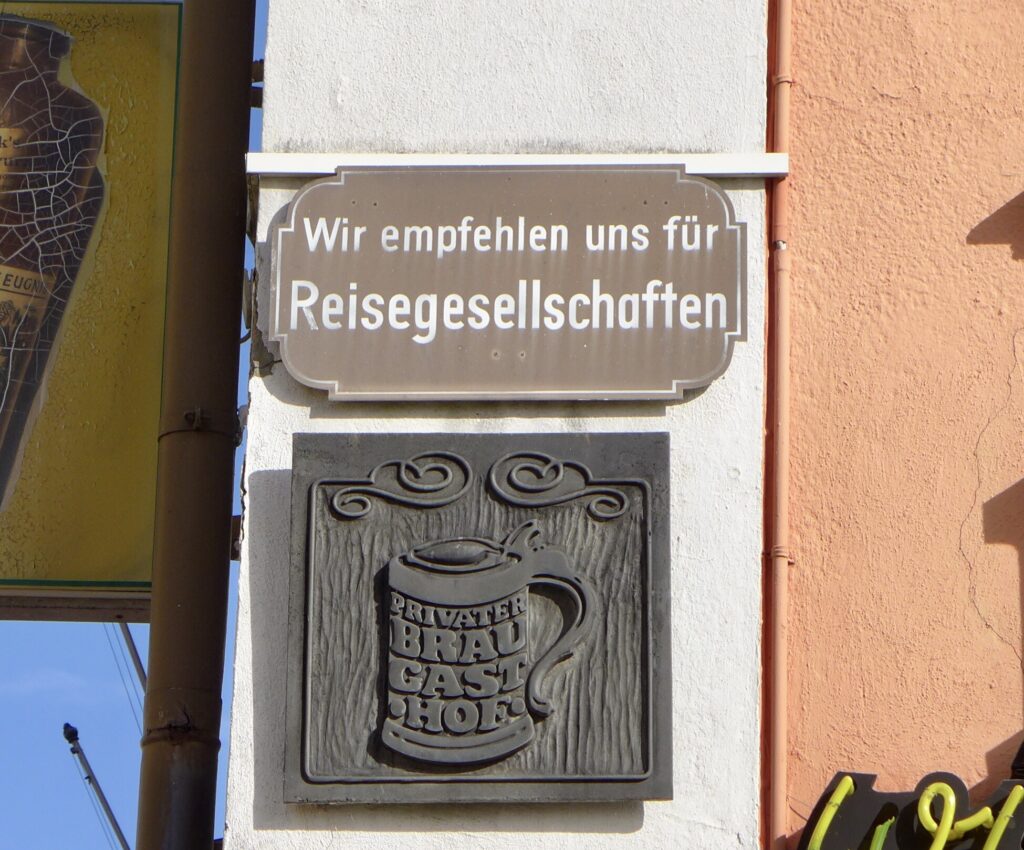 Wir empfehlen uns für
Reisegesellschaften
PRIVATER
BRAU
GAST
·HOF·